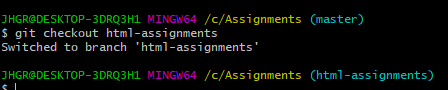 JHGR@DESKTOP-3DRQ3H1 MINGW64 /c/Assignments (master)
$ git checkout html-assignments
Switched to branch 'html-assignments'
JHGR@DESKTOP-3DRQ3H1 MINGW64 /c/Assignments (html-assignments)
$